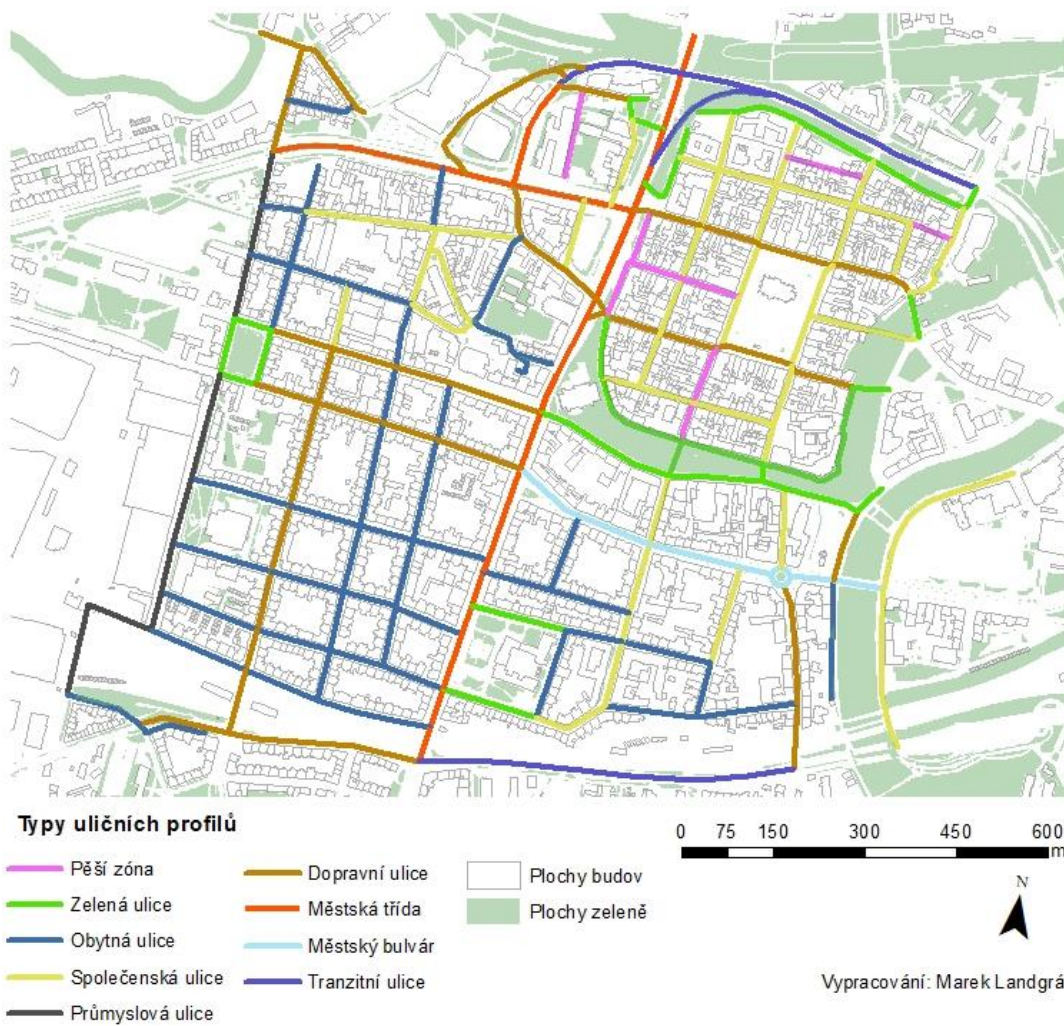 Typy uličních profilů
Pěší zóna
Zelená ulice
Obytná ulice
Společenská ulice
Průmyslová ulice
Dopravní ulice
Městská třída
Městský bulvár
Tranzitní ulice
Plochy budov
Plochy zeleně
0 75 150 300 450 600
m
N
Vypracování: Marek Landgrá